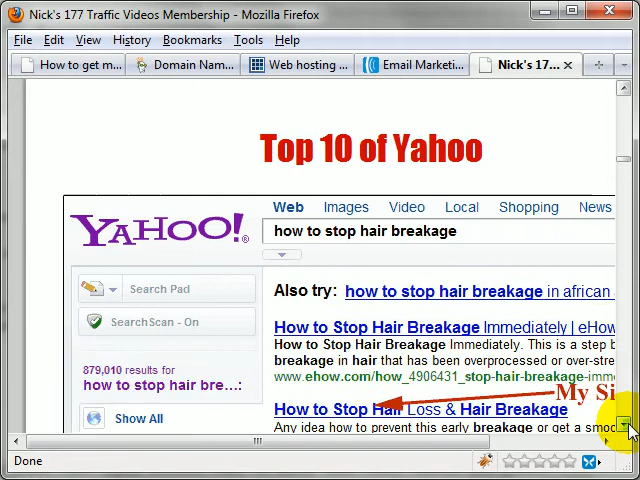 Nick's 177 Traffic Videos Membership - Mozilla Firefox
File Edit View History Bookmarks Tools Help
How to get m... Domain Nam... Web hosting ... Email Marketi... Nick's 17...
Top 10 of Yahoo
Web Images Video Local Shopping News
YAHOO!®
how to stop hair breakage
Search Pad
Also try: how to stop hair breakage in african
SearchScan - On
How to Stop Hair Breakage Immediately | eHow
How to Stop Hair Breakage Immediately. This is a step b
breakage in hair that has been overprocessed or over-stre
879,010 results for
how to stop hair bre...:
www.ehow.com/how_4906431_stop-hair-breakage-imme
My Si
How to Stop Hair Loss & Hair Breakage
Show All
Any idea how to prevent this early breakage or get a smoo
Done